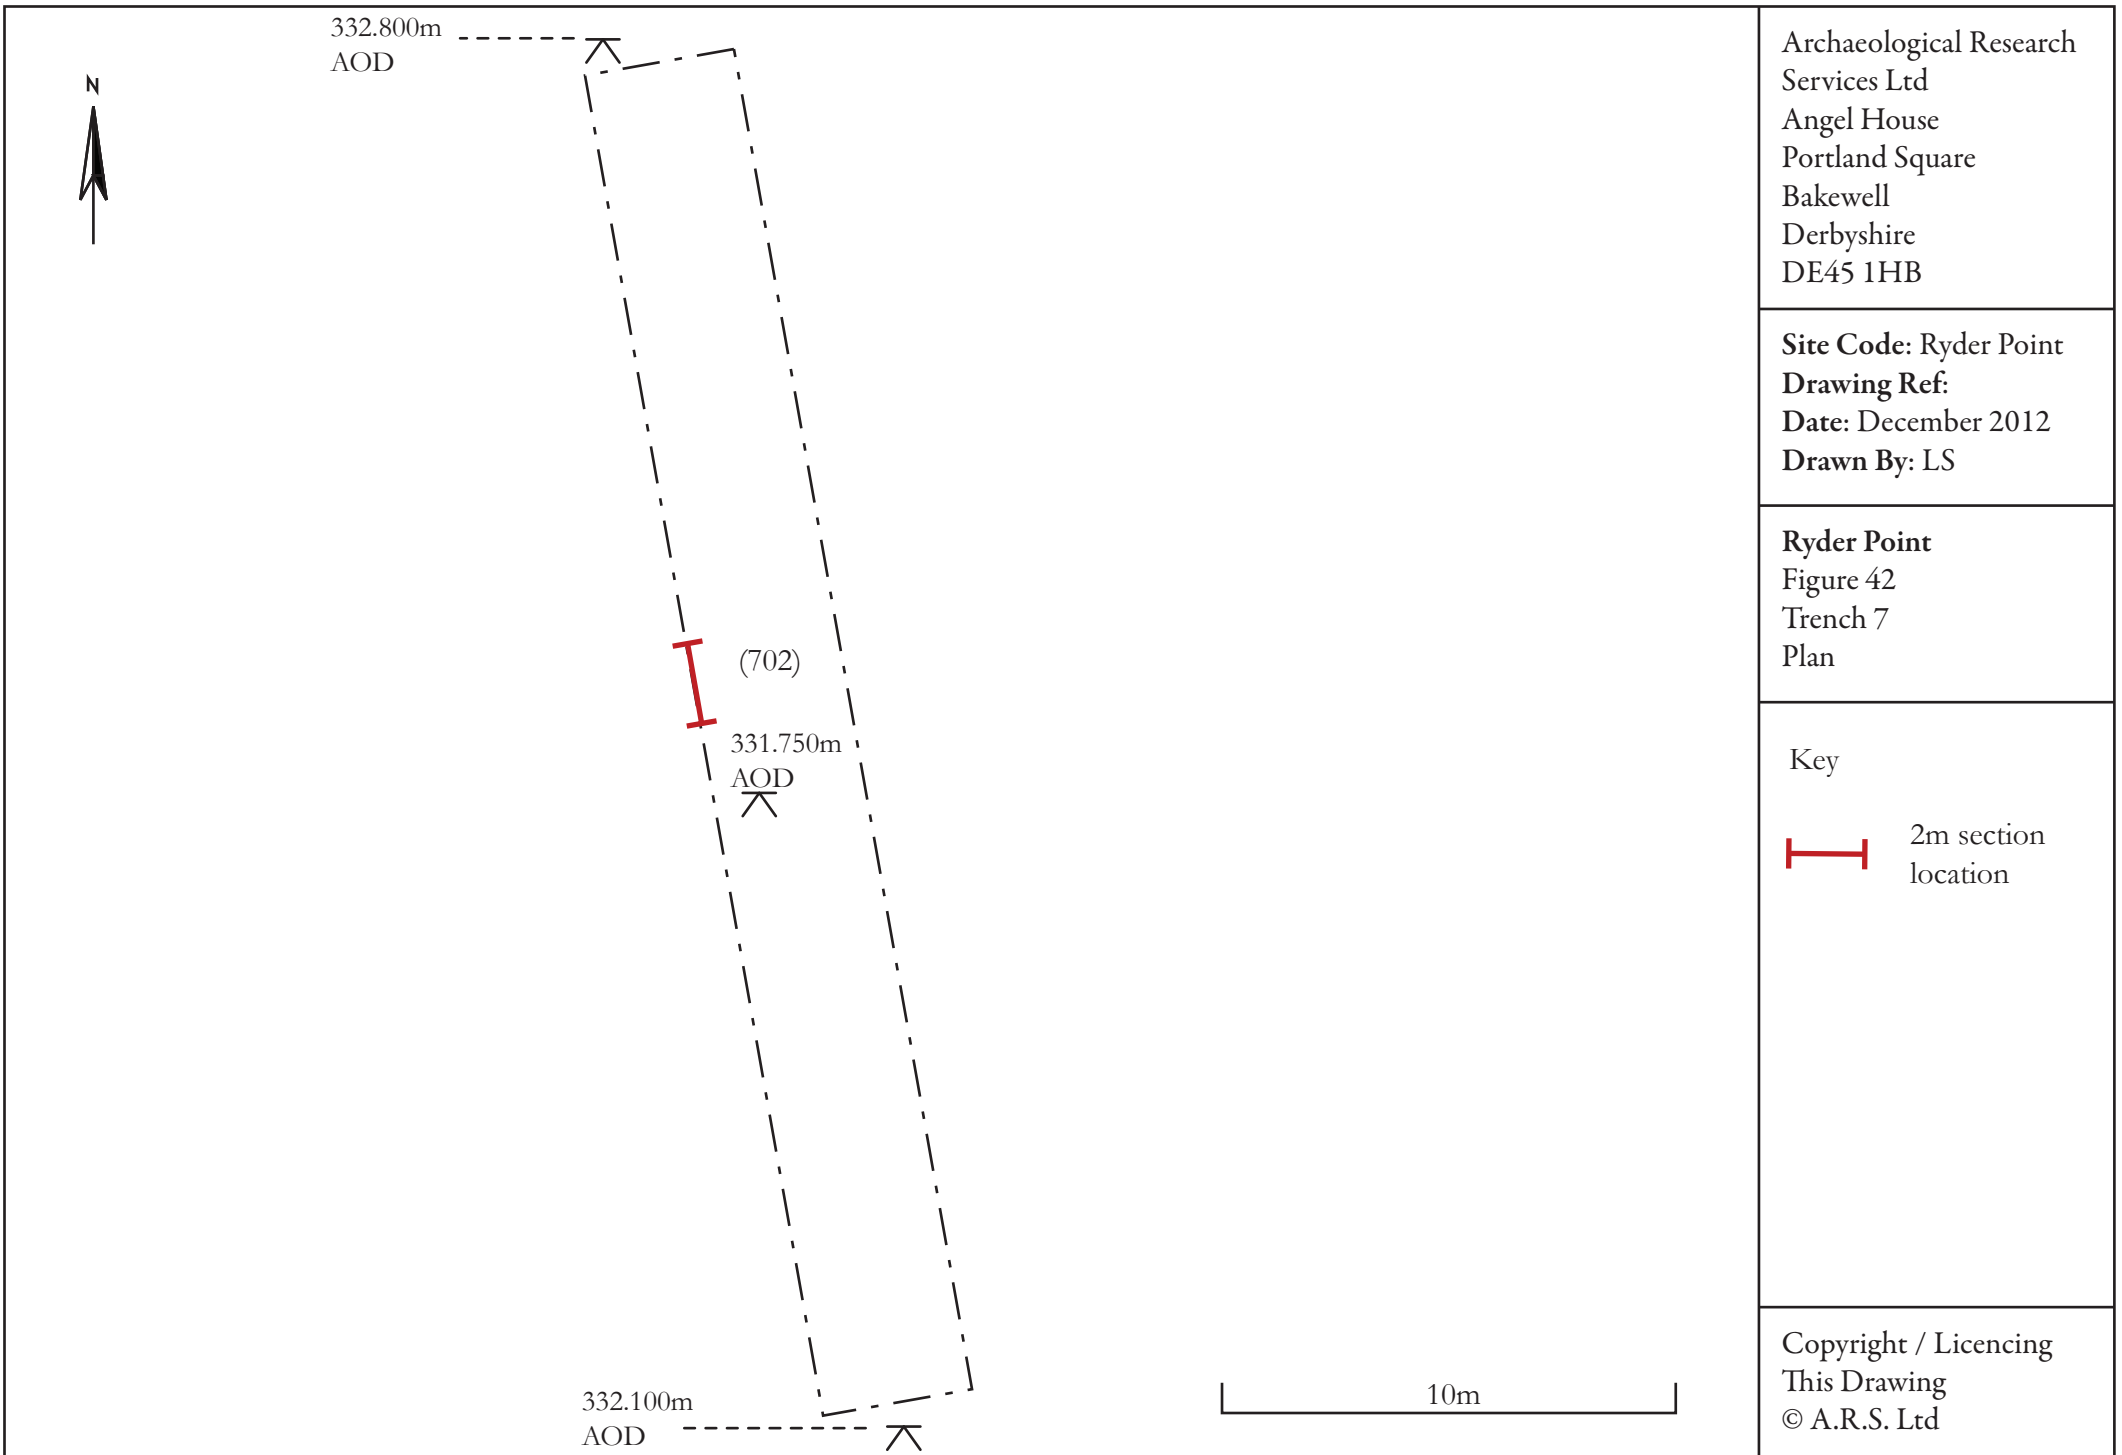 332.800m
AOD
N
(702)
331.750m
AOD
332.100m
AOD
10m
Archaeological Research
Services Ltd
Angel House
Portland Square
Bakewell
Derbyshire
DE45 1HB
Site Code: Ryder Point
Drawing Ref:
Date: December 2012
Drawn By: LS
Ryder Point
Figure 42
Trench 7
Plan
Key
2m section
location
Copyright / Licencing
This Drawing
© A.R.S. Ltd